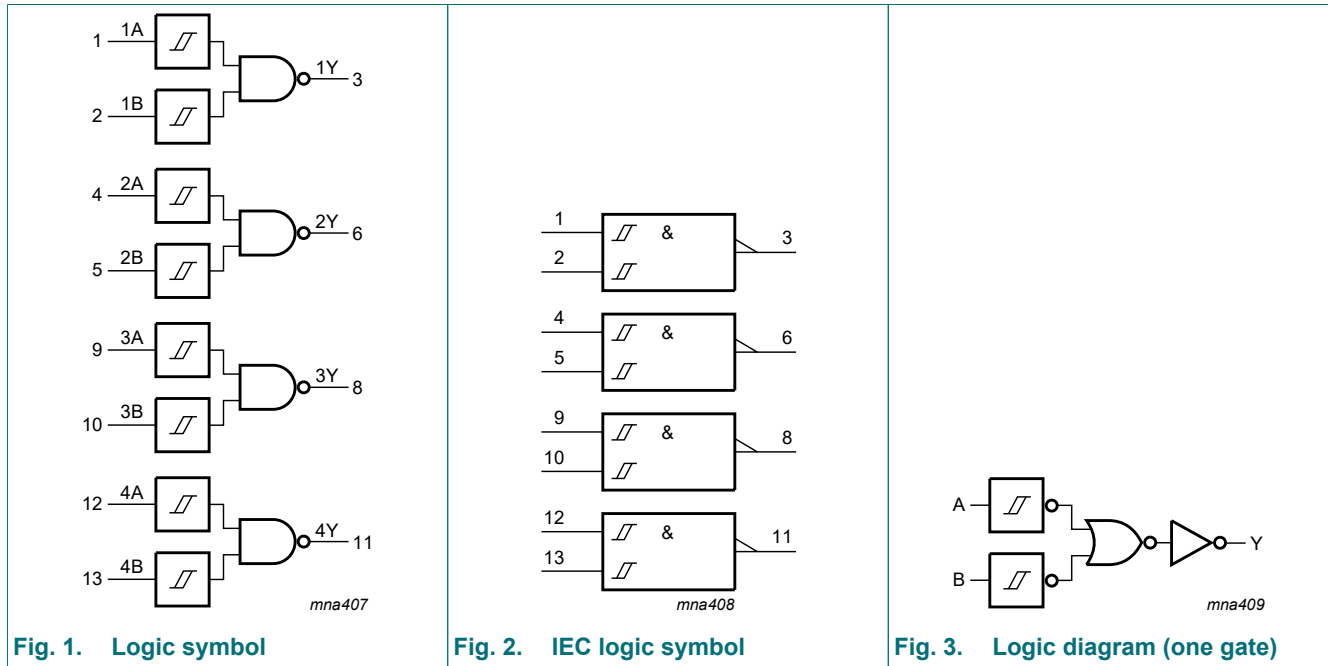 1 1A
1Y 3
2 1B
4 2A
2Y 6
5 2B
9 3A
3Y 8
10 3B
12 4A
4Y 11
13 4B
mna407
Fig. 1. Logic symbol
1 &
3
2
4 &
6
5
9 &
8
10
12 &
11
13
mna408
Fig. 2. IEC logic symbol
A
Y
B
mna409
Fig. 3. Logic diagram (one gate)